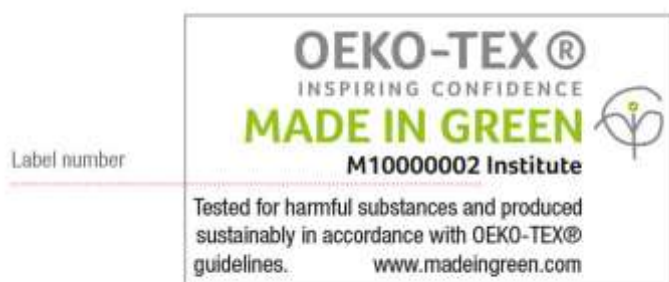 OEKO-TEX®
INSPIRING CONFIDENCE
MADE IN GREEN
Label number
M10000002 Institute
Tested for harmful substances and produced
sustainably in accordance with OEKO-TEX®
guidelines. www.madeingreen.com